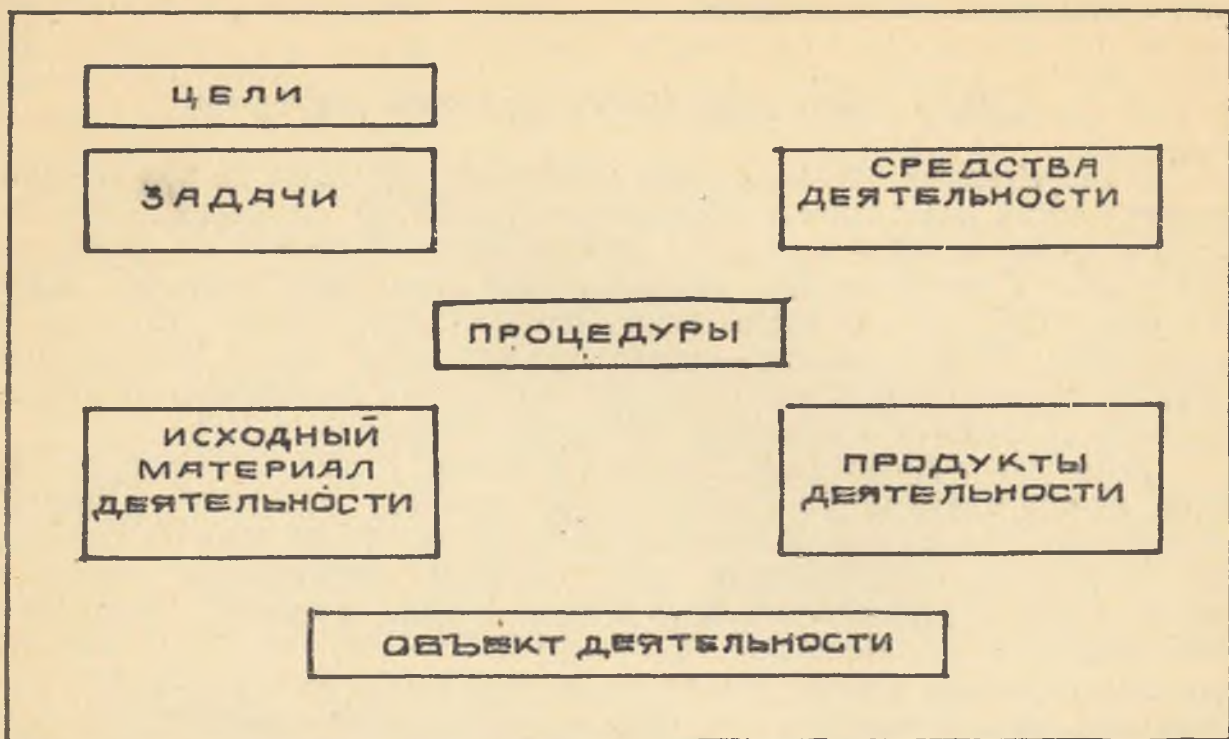 ЦЕЛИ
ЗАДАЧИ
СРЕДСТВА
ДЕЯТЕЛЬНОСТИ
ПРОЦЕДУРЫ
ИСХОДНЫЙ
МАТЕРИАЛ
ДЕЯТЕЛЬНОСТИ
ПРОДУКТЫ
ДЕЯТЕЛЬНОСТИ
ОБЪЕКТ ДЕЯТЕЛЬНОСТИ